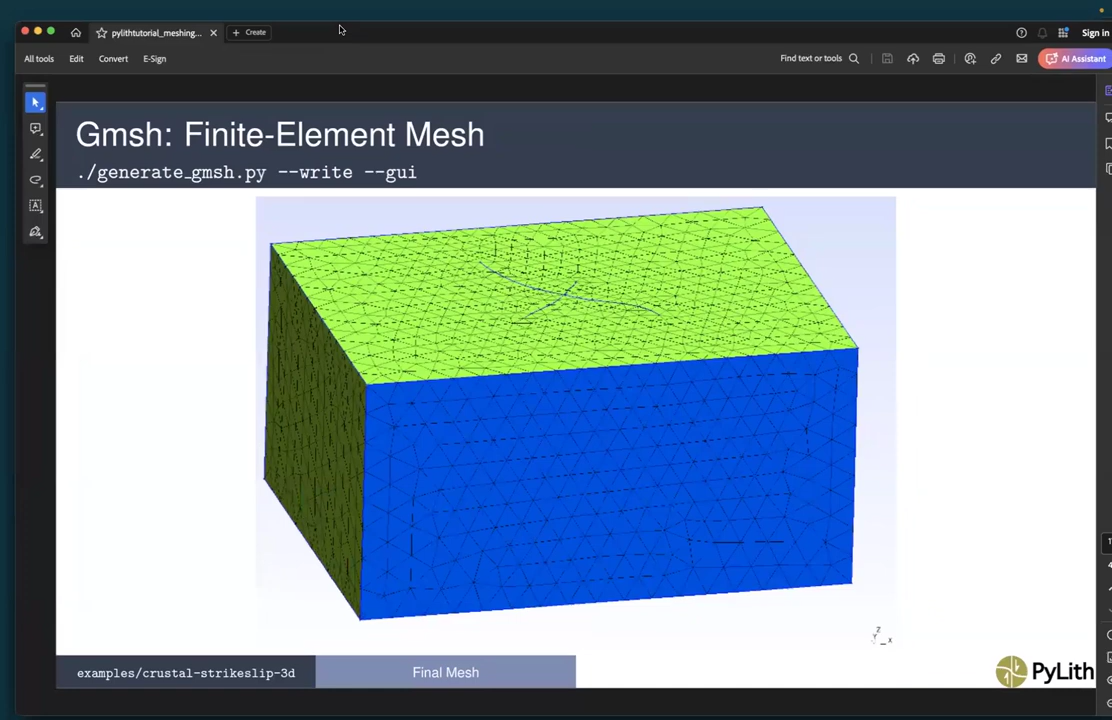 pylithtutorial_meshing...
Create
Sign in
All tools
Edit
Convert
E-Sign
Find text or tools
AI Assistant
Gmsh: Finite-Element Mesh
./generate_gmsh.py --write --gui
Z
Y
X
examples/crustal-strikeslip-3d
Final Mesh
PyLith